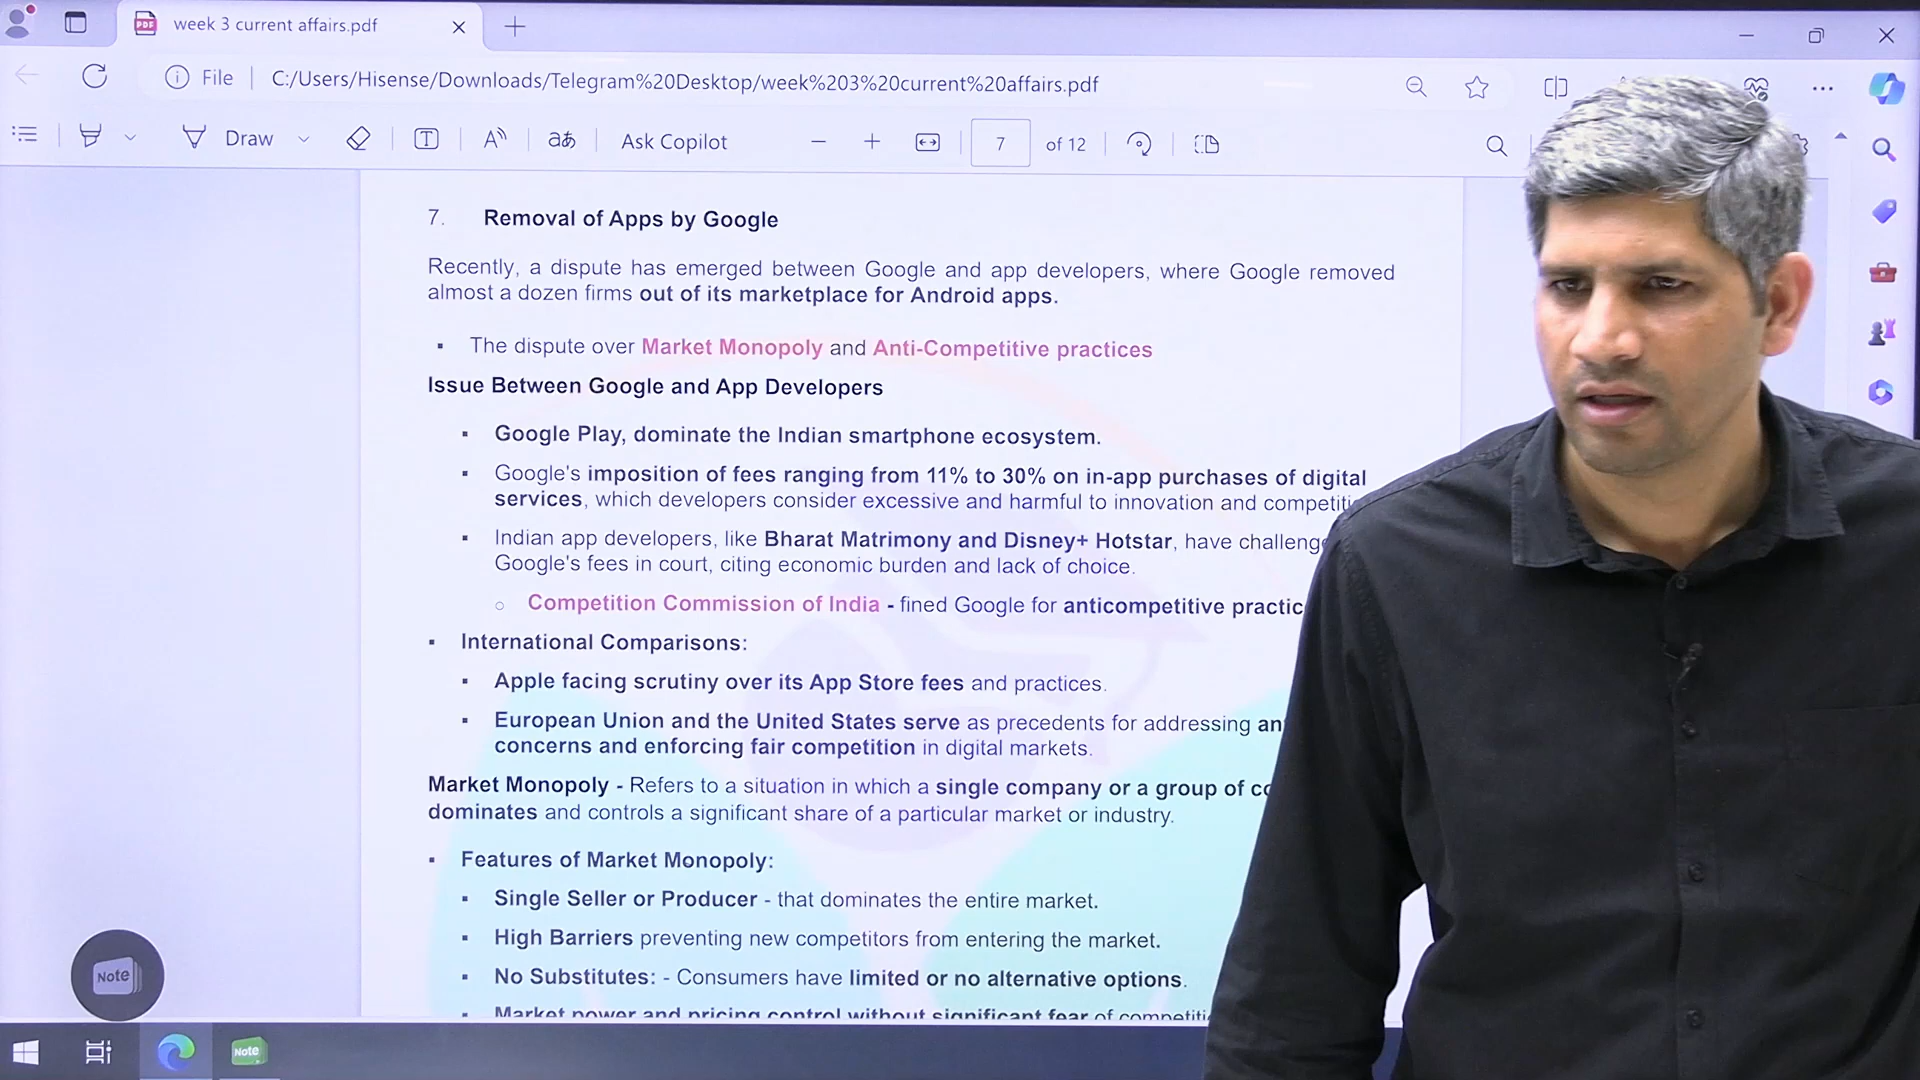 week 3 current affairs.pdf
File
C:/Users/Hisense/Downloads/Telegram%20Desktop/week%203%20current%20affairs.pdf
Draw
Ask Copilot
7
of 12
7. Removal of Apps by Google
Recently, a dispute has emerged between Google and app developers, where Google removed
almost a dozen firms out of its marketplace for Android apps.
▪ The dispute over Market Monopoly and Anti-Competitive practices
Issue Between Google and App Developers
▪ Google Play, dominate the Indian smartphone ecosystem.
▪ Google's imposition of fees ranging from 11% to 30% on in-app purchases of digital
services, which developers consider excessive and harmful to innovation and
▪ Indian app developers, like Bharat Matrimony and Disney+ Hotstar, have
Google's fees in court, citing economic burden and lack of choice.
○ Competition Commission of India - fined Google for anticompetitive
▪ International Comparisons:
▪ Apple facing scrutiny over its App Store fees and practices.
▪ European Union and the United States serve as precedents for addressing
concerns and enforcing fair competition in digital markets.
Market Monopoly - Refers to a situation in which a single company or a group of
dominates and controls a significant share of a particular market or industry.
▪ Features of Market Monopoly:
▪ Single Seller or Producer - that dominates the entire market.
▪ High Barriers preventing new competitors from entering the market.
▪ No Substitutes: - Consumers have limited or no alternative options.
▪ Market power and pricing control without significant fear of
Note
Note